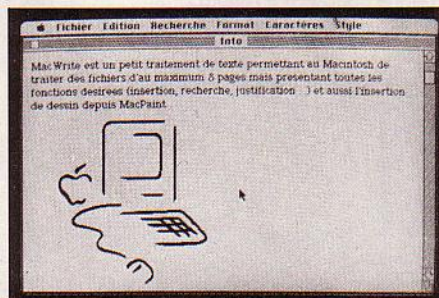 Fichier Edition Recherche Format Caractères Style
Info
MacWrite est un petit traitement de texte permettant au Macintosh de
traiter des fichiers d'au maximum 8 pages mais presentant toutes les
fonctions desirees (insertion, recherche, justification ...) et aussi l'insertion
de dessin depuis MacPaint.